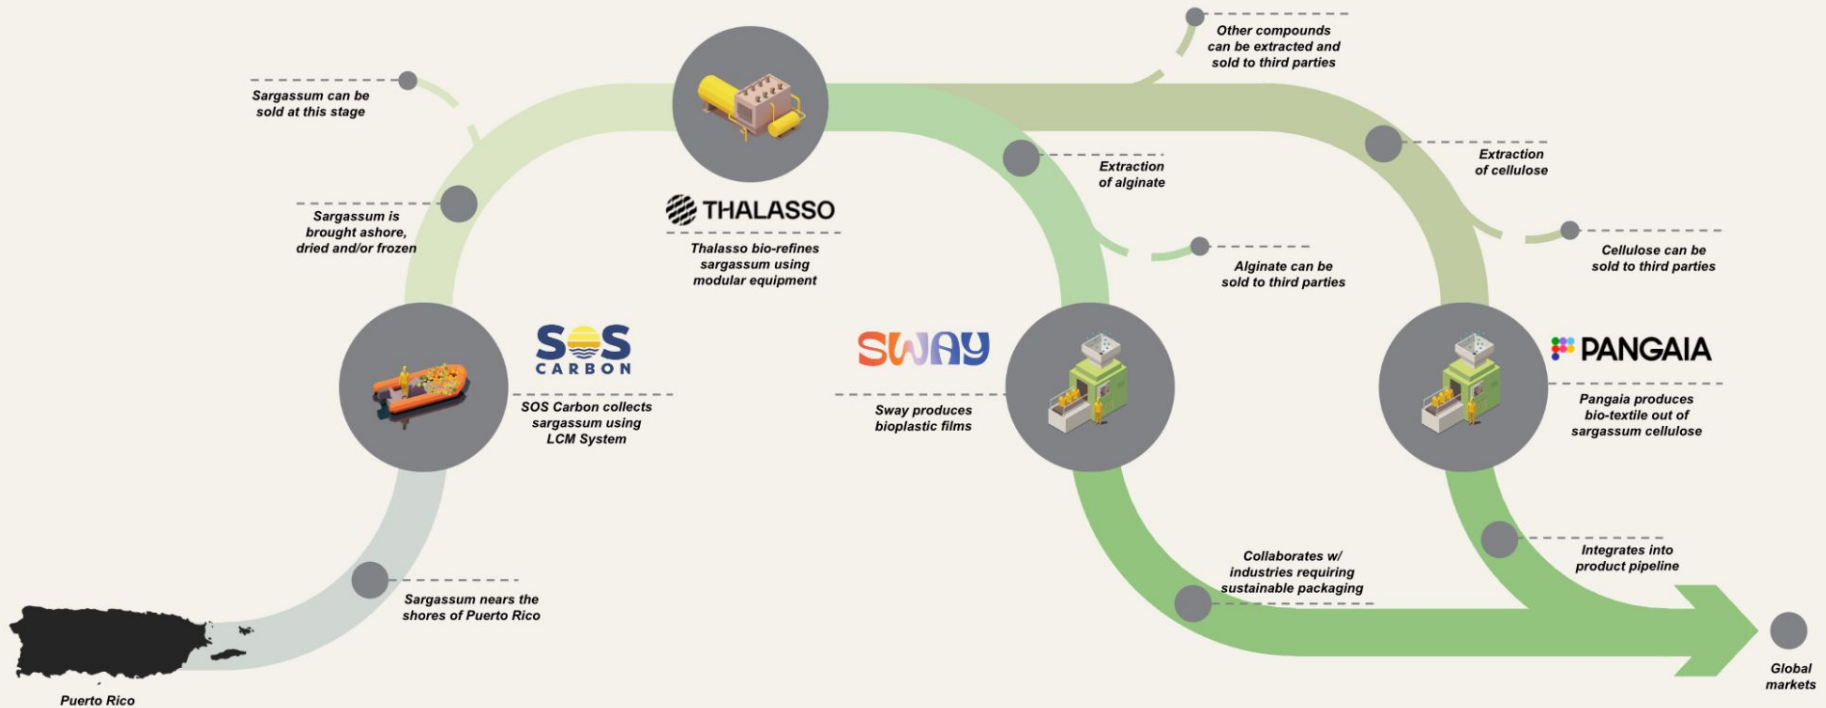 Puerto Rico
Sargassum nears the
shores of Puerto Rico
SOS
CARBON
SOS Carbon collects
sargassum using
LCM System
Sargassum is
brought ashore,
dried and/or frozen
Sargassum can be
sold at this stage
THALASSO
Thalasso bio-refines
sargassum using
modular equipment
Other compounds
can be extracted and
sold to third parties
Extraction
of alginate
Alginate can be
sold to third parties
SWAY
Sway produces
bioplastic films
Collaborates w/
industries requiring
sustainable packaging
Extraction
of cellulose
Cellulose can be
sold to third parties
PANGAIA
Pangaia produces
bio-textile out of
sargassum cellulose
Integrates into
product pipeline
Global
markets